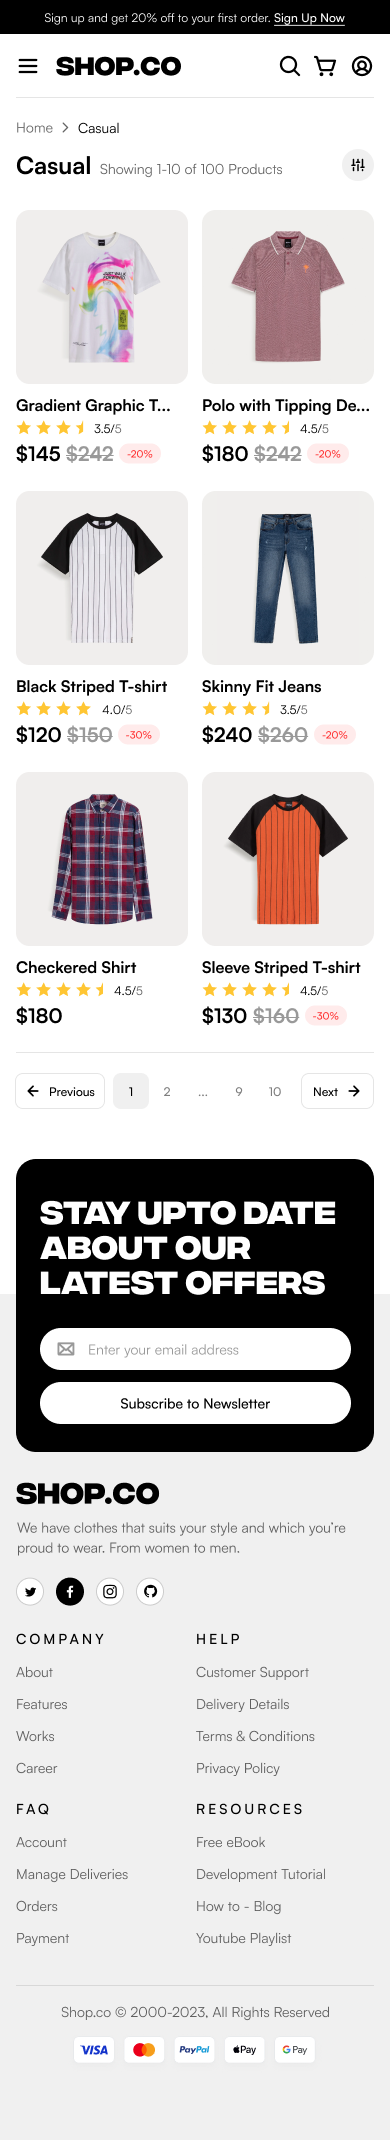 Sign up and get 20% off to your first order. Sign Up Now
SHOP.CO
Home > Casual
Casual Showing 1-10 of 100 Products
JUST WALK
FORWARD
Gradient Graphic T... Polo with Tipping De...
3.5/5 4.5/5
$145 $242 -20% $180 $242 -20%
Black Striped T-shirt Skinny Fit Jeans
4.0/5 3.5/5
$120 $150 -30% $240 $260 -20%
Checkered Shirt Sleeve Striped T-shirt
4.5/5 4.5/5
$180 $130 $160 -30%
Previous 1 2 ... 9 10 Next
STAY UPTO DATE
ABOUT OUR
LATEST OFFERS
Enter your email address
Subscribe to Newsletter
SHOP.CO
We have clothes that suits your style and which you're
proud to wear. From women to men.
COMPANY HELP
About Customer Support
Features Delivery Details
Works Terms & Conditions
Career Privacy Policy
FAQ RESOURCES
Account Free eBook
Manage Deliveries Development Tutorial
Orders How to - Blog
Payment Youtube Playlist
Shop.co © 2000-2023, All Rights Reserved
VISA PayPal Pay G Pay